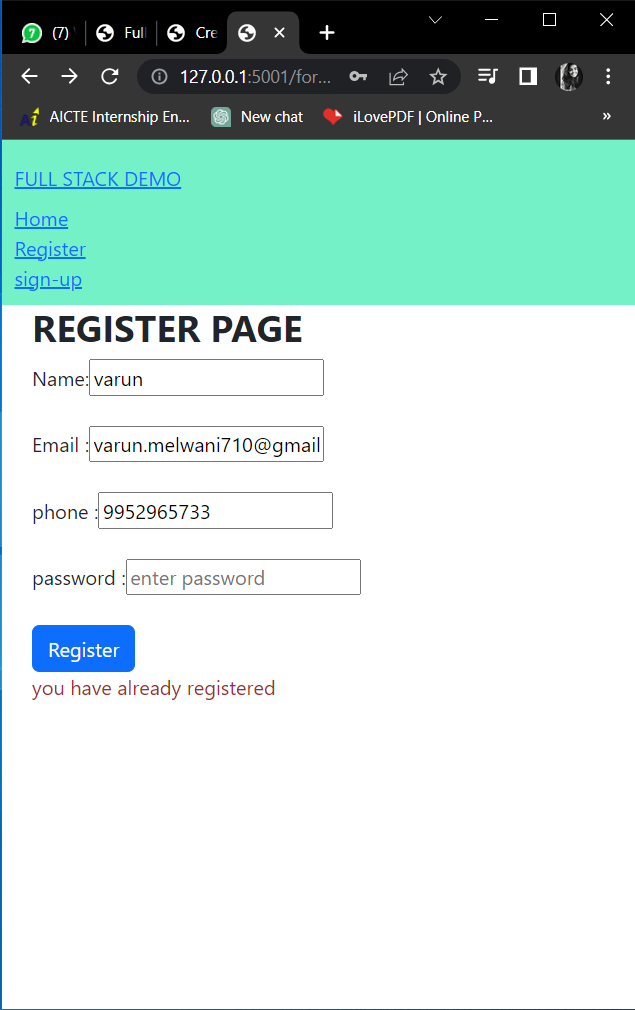 (7)
Full
Cre
127.0.0.1:5001/for...
AICTE Internship En...
New chat
iLovePDF | Online P...
»
FULL STACK DEMO
Home
Register
sign-up
REGISTER PAGE
Name:varun
Email :varun.melwani710@gmail
phone :9952965733
password :enter password
Register
you have already registered